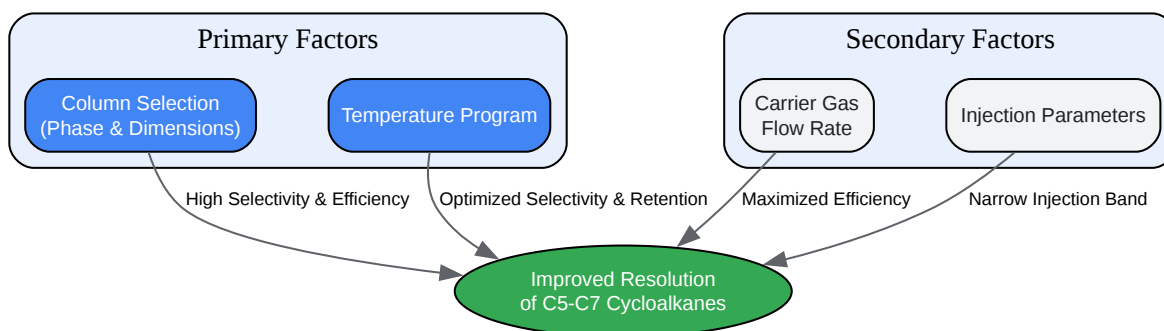 Primary Factors
Secondary Factors
Column Selection
(Phase & Dimensions)
Temperature Program
Carrier Gas
Flow Rate
Injection Parameters
High Selectivity & Efficiency
Optimized Selectivity & Retention
Maximized Efficiency
Narrow Injection Band
Improved Resolution
of C5-C7 Cycloalkanes